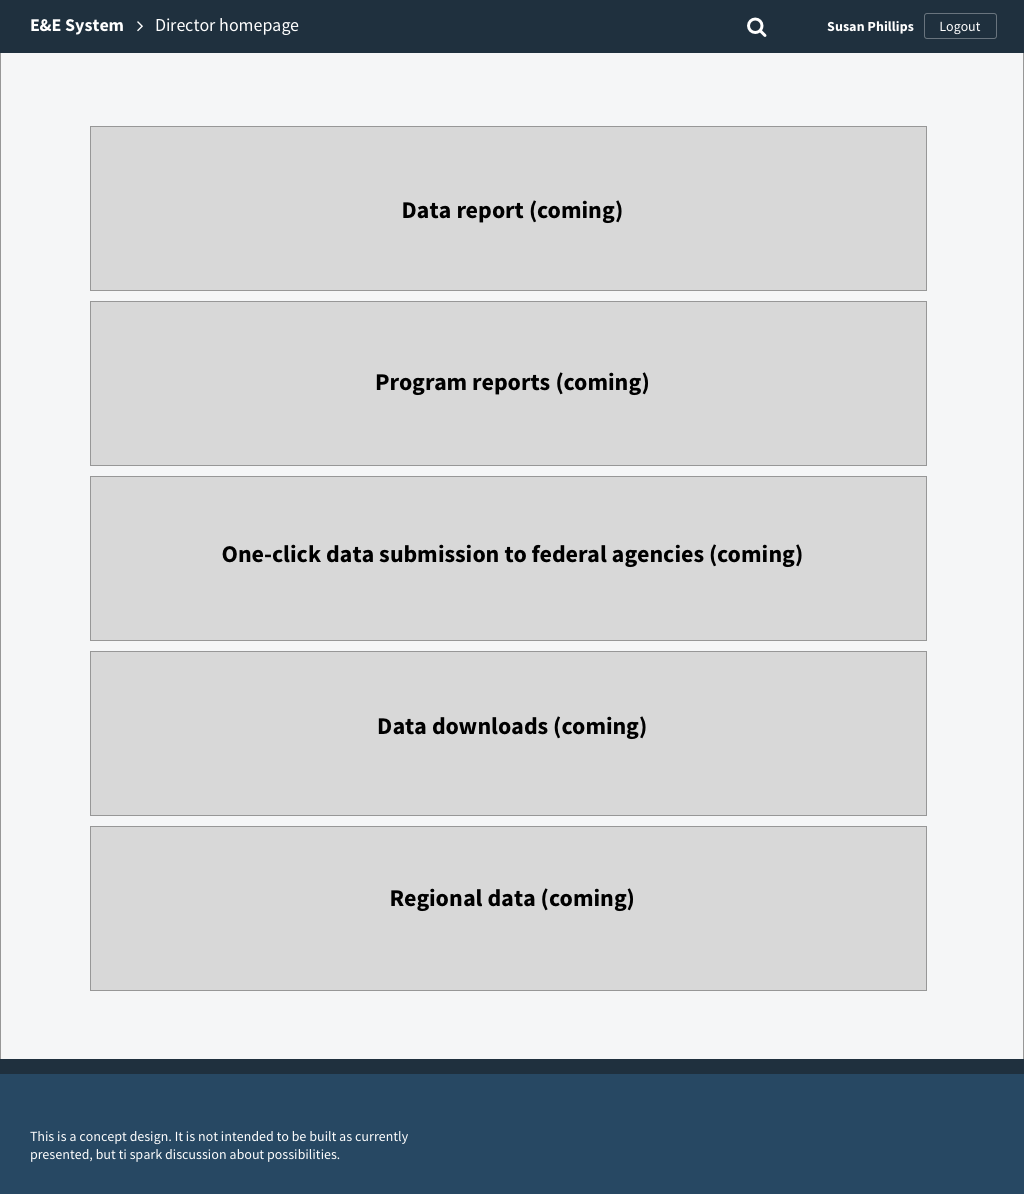 E&E System > Director homepage Susan Phillips Logout
Data report (coming)
Program reports (coming)
One-click data submission to federal agencies (coming)
Data downloads (coming)
Regional data (coming)
This is a concept design. It is not intended to be built as currently
presented, but ti spark discussion about possibilities.